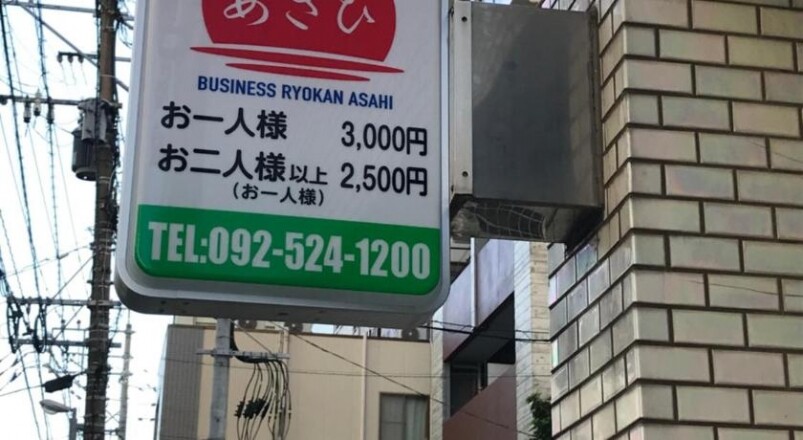 あさひ
BUSINESS RYOKAN ASAHI
お一人様 3,000円
お二人様以上 2,500円
(お一人様)
TEL:092-524-1200